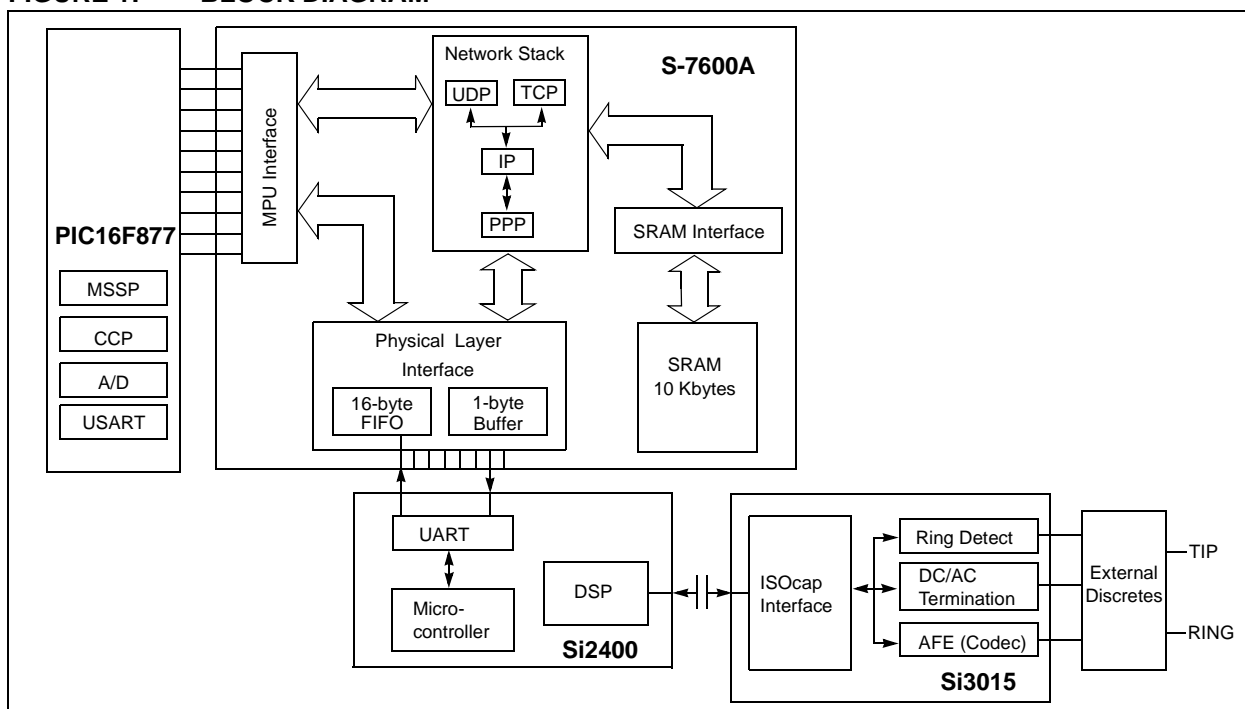 S-7600A
Network Stack
UDP
TCP
IP
PPP
MPU Interface
PIC16F877
MSSP
CCP
A/D
USART
SRAM Interface
SRAM
10 Kbytes
Physical Layer
Interface
16-byte
FIFO
1-byte
Buffer
UART
Micro-
controller
DSP
Si2400
ISOcap
Interface
Ring Detect
DC/AC
Termination
AFE (Codec)
Si3015
External
Discretes
TIP
RING